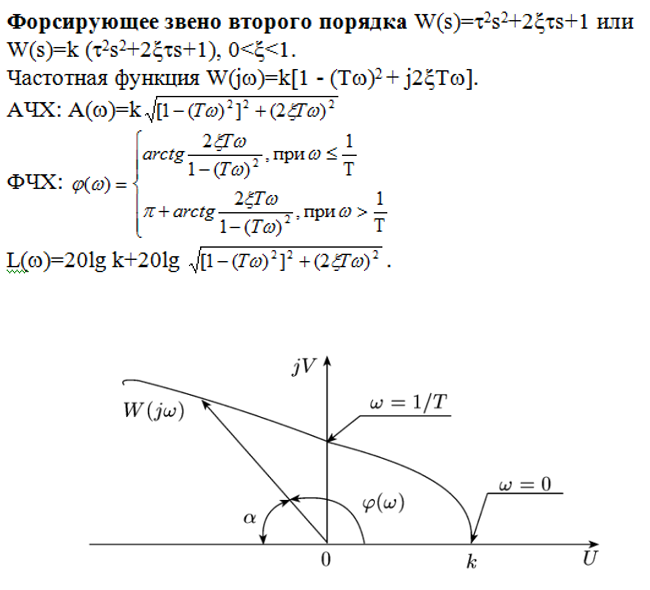 Форсирующее звено второго порядка W(s)=τ²s²+2ξτs+1 или
W(s)=k (τ²s²+2ξτs+1), 0<ξ<1.
Частотная функция W(jω)=k[1 - (Tω)² + j2ξTω].
АЧХ: A(ω)=k√([1−(Tω)²]²+(2ξTω)²)
ФЧХ: φ(ω) = { arctg 2ξTω/(1−(Tω)²), при ω ≤ 1/T
π + arctg 2ξTω/(1−(Tω)²), при ω > 1/T
L(ω)=20lg k+20lg √([1−(Tω)²]²+(2ξTω)²) .
jV
W(jω)
ω = 1/T
ω = 0
φ(ω)
α
0
k
U